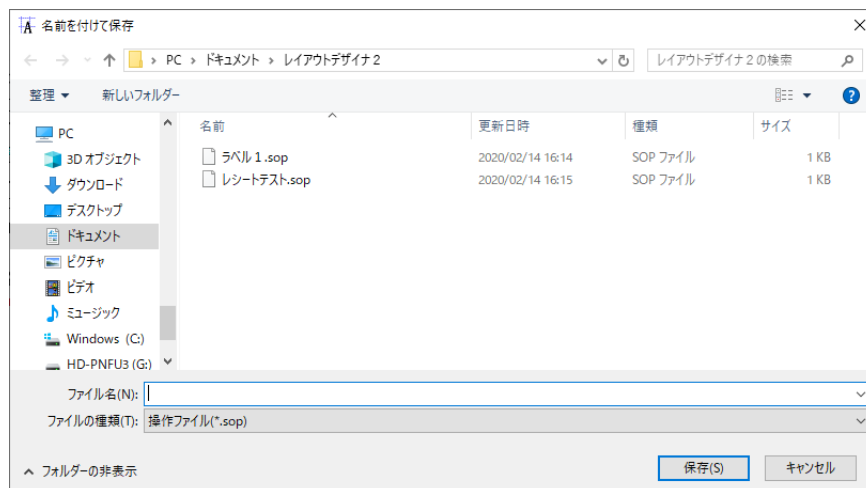 名前を付けて保存
PC › ドキュメント › レイアウトデザイナ2
レイアウトデザイナ2の検索
整理
新しいフォルダー
名前 更新日時 種類 サイズ
PC
3D オブジェクト
ダウンロード
デスクトップ
ドキュメント
ピクチャ
ビデオ
ミュージック
Windows (C:)
HD-PNFU3 (G:)
ラベル1.sop 2020/02/14 16:14 SOP ファイル 1 KB
レシートテスト.sop 2020/02/14 16:15 SOP ファイル 1 KB
ファイル名(N):
ファイルの種類(T): 操作ファイル(*.sop)
フォルダーの非表示
保存(S)
キャンセル